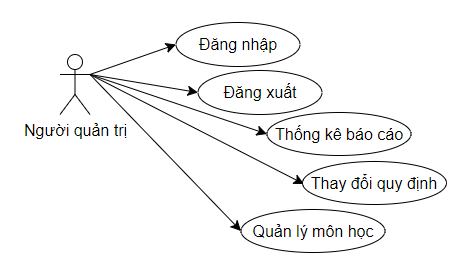 Đăng nhập
Đăng xuất
Người quản trị
Thống kê báo cáo
Thay đổi quy định
Quản lý môn học